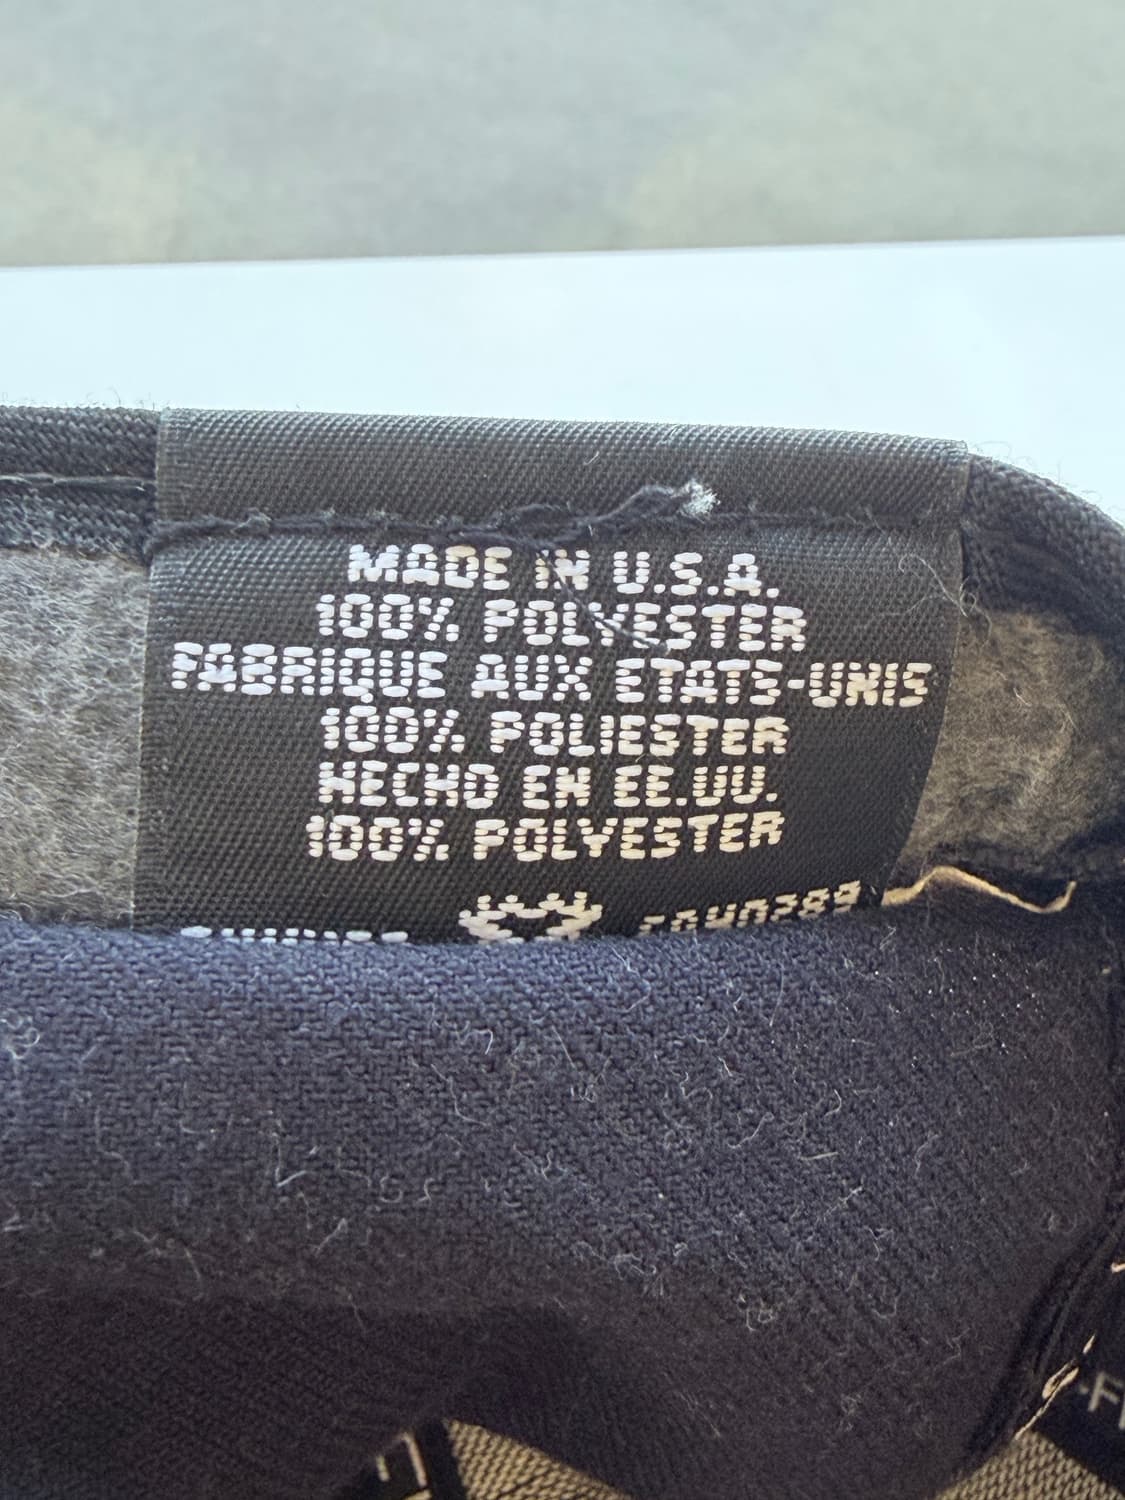 MADE IN U.S.A.
100% POLYESTER
FABRIQUE AUX ETATS-UNIS
100% POLIESTER
HECHO EN EE.UU.
100% POLYESTER